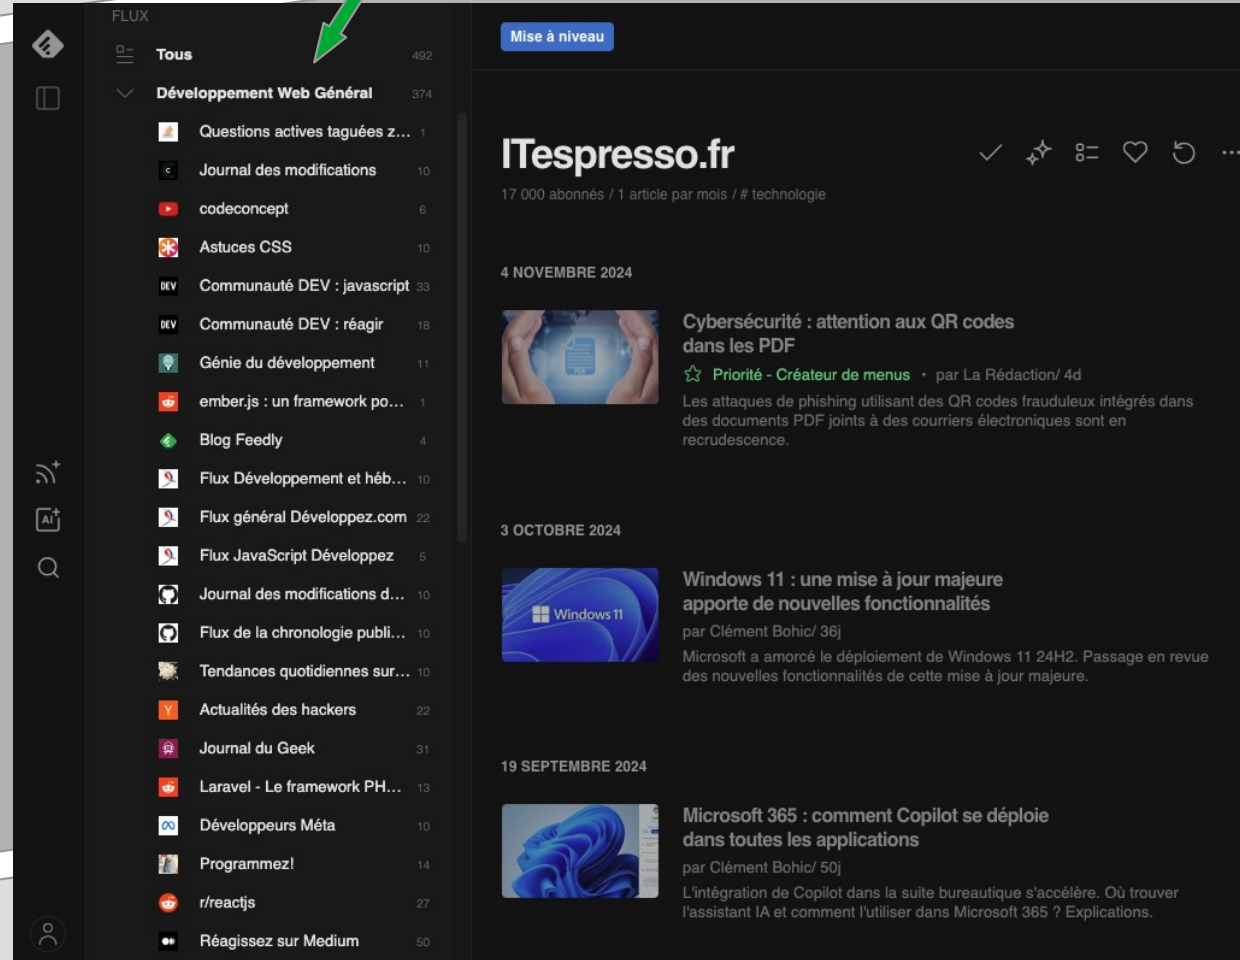 FLUX
Tous 492
Développement Web Général 374
Questions actives taguées z... 1
Journal des modifications 10
codeconcept 6
Astuces CSS 10
DEV Communauté DEV : javascript 33
DEV Communauté DEV : réagir 18
Génie du développement 11
ember.js : un framework po... 1
Blog Feedly 4
Flux Développement et héb... 10
Flux général Développez.com 22
Flux JavaScript Développez 5
Journal des modifications d... 10
Flux de la chronologie publi... 10
Tendances quotidiennes sur... 10
Y Actualités des hackers 22
Journal du Geek 31
Laravel - Le framework PH... 13
Développeurs Méta 10
Programmez! 14
r/reactjs 27
Réagissez sur Medium 50
AI+
Mise à niveau
ITespresso.fr
17 000 abonnés / 1 article par mois / # technologie
4 NOVEMBRE 2024
PDF
Cybersécurité : attention aux QR codes
dans les PDF
Priorité - Créateur de menus • par La Rédaction/ 4d
Les attaques de phishing utilisant des QR codes frauduleux intégrés dans
des documents PDF joints à des courriers électroniques sont en
recrudescence.
3 OCTOBRE 2024
Windows 11
Windows 11 : une mise à jour majeure
apporte de nouvelles fonctionnalités
par Clément Bohic/ 36j
Microsoft a amorcé le déploiement de Windows 11 24H2. Passage en revue
des nouvelles fonctionnalités de cette mise à jour majeure.
19 SEPTEMBRE 2024
Microsoft 365 : comment Copilot se déploie
dans toutes les applications
par Clément Bohic/ 50j
L'intégration de Copilot dans la suite bureautique s'accélère. Où trouver
l'assistant IA et comment l'utiliser dans Microsoft 365 ? Explications.